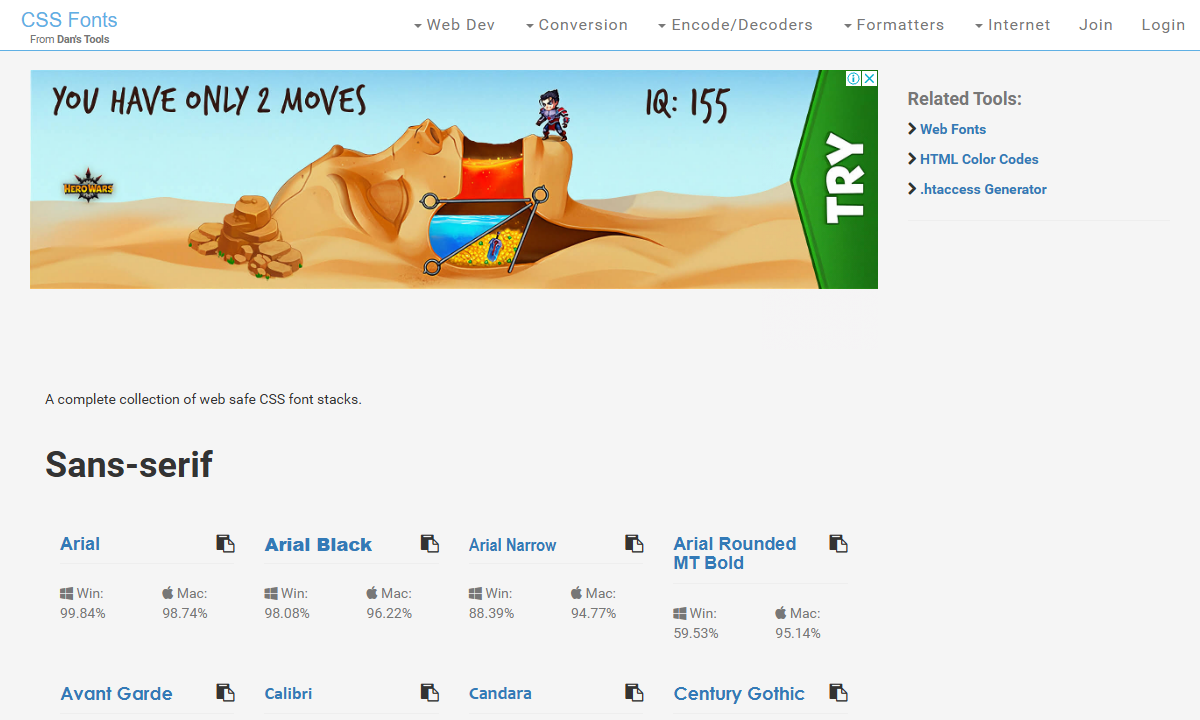 CSS Fonts
From Dan's Tools
Web Dev
Conversion
Encode/Decoders
Formatters
Internet
Join
Login
YOU HAVE ONLY 2 MOVES
IQ: 155
HERO WARS
TRY
Related Tools:
Web Fonts
HTML Color Codes
.htaccess Generator
A complete collection of web safe CSS font stacks.
Sans-serif
Arial
Win:
99.84%
Mac:
98.74%
Arial Black
Win:
98.08%
Mac:
96.22%
Arial Narrow
Win:
88.39%
Mac:
94.77%
Arial Rounded
MT Bold
Win:
59.53%
Mac:
95.14%
Avant Garde
Calibri
Candara
Century Gothic